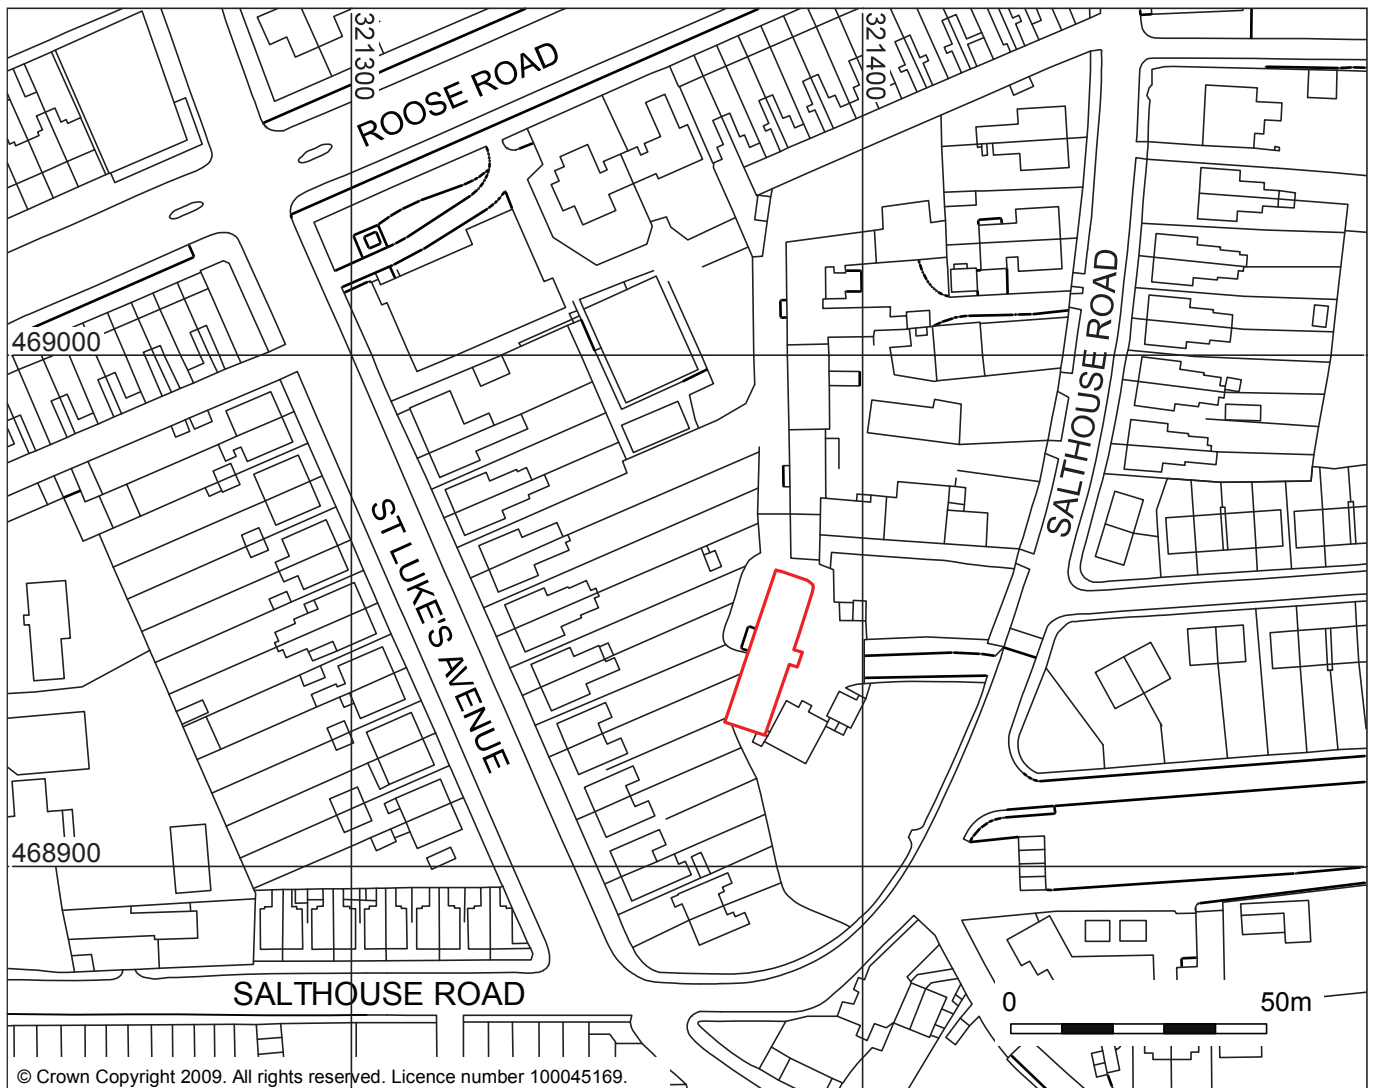 321300
321400
ROOSE ROAD
SALTHOUSE ROAD
469000
ST LUKE'S AVENUE
468900
SALTHOUSE ROAD
0 50m
© Crown Copyright 2009. All rights reserved. Licence number 100045169.